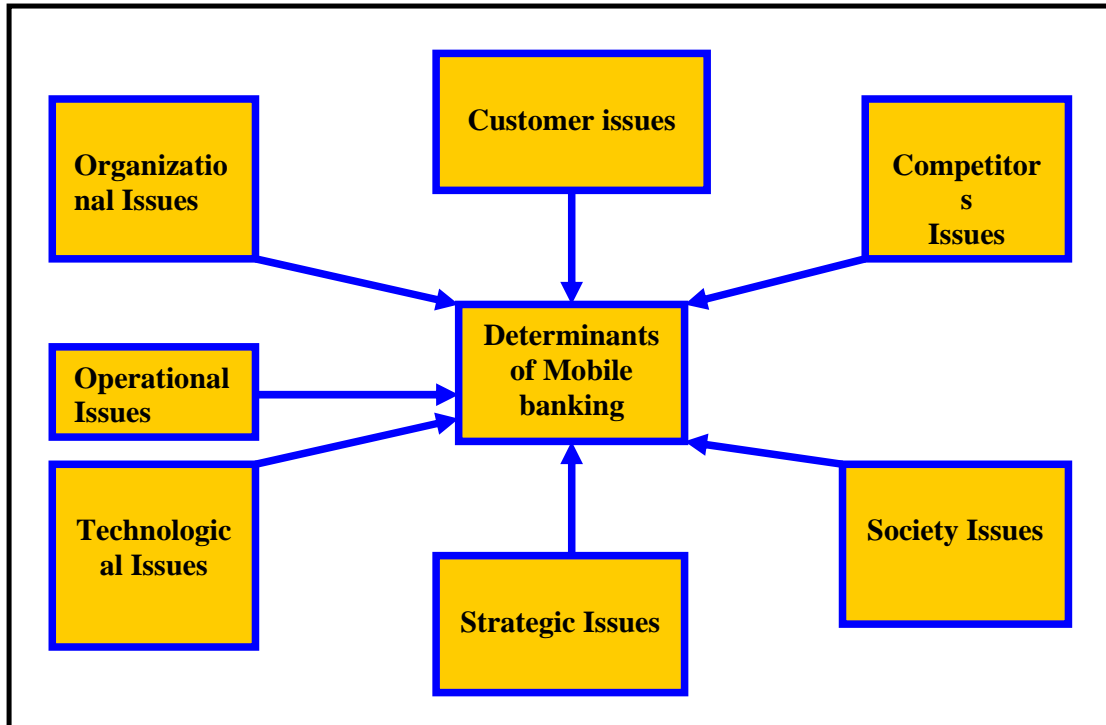 Customer issues
Organizatio
nal Issues
Competitor
s
Issues
Determinants
of Mobile
banking
Operational
Issues
Technologic
al Issues
Society Issues
Strategic Issues